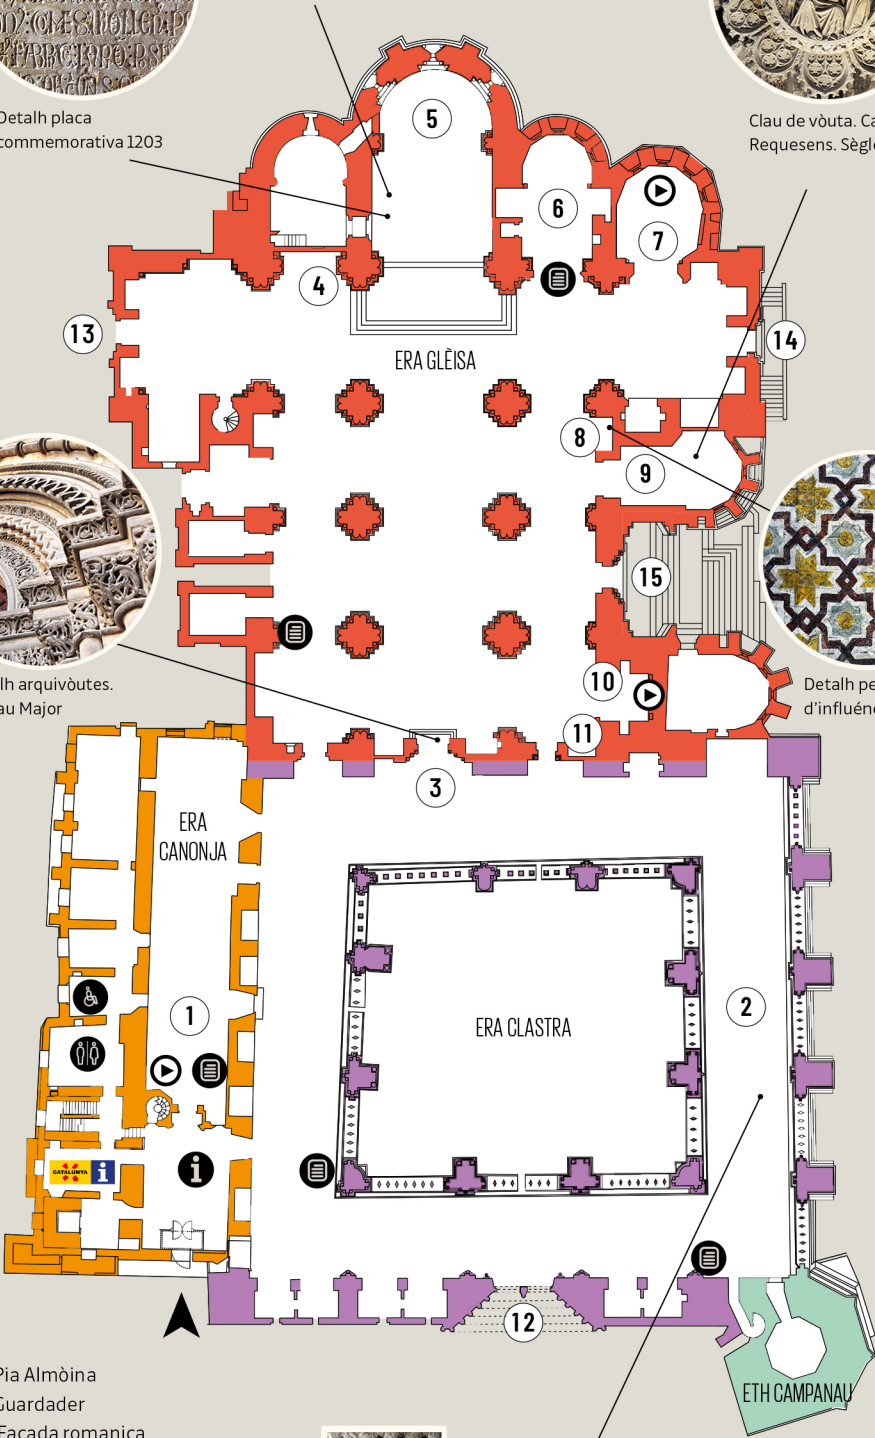 Detalh placa
commemorativa 1203
Clau de vòuta. Ca
Requesens. Sègle
5
6
7
4
13
14
ERA GLÈISA
8
9
15
lh arquivòutes.
au Major
10
11
Detalh pe
d'influén
3
ERA
CANONJA
1
2
ERA CLASTRA
CATALUNYA
i
i
12
ETH CAMPANAU
Pia Almòina
Guardader
Façada romanica